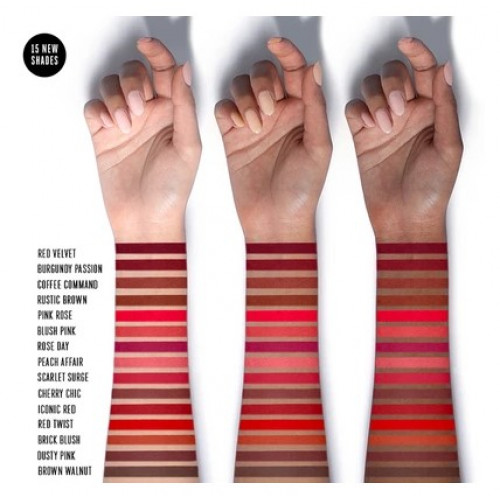 15 NEW
SHADES
RED VELVET
BURGUNDY PASSION
COFFEE COMMAND
RUSTIC BROWN
PINK ROSE
BLUSH PINK
ROSE DAY
PEACH AFFAIR
SCARLET SURGE
CHERRY CHIC
ICONIC RED
RED TWIST
BRICK BLUSH
DUSTY PINK
BROWN WALNUT